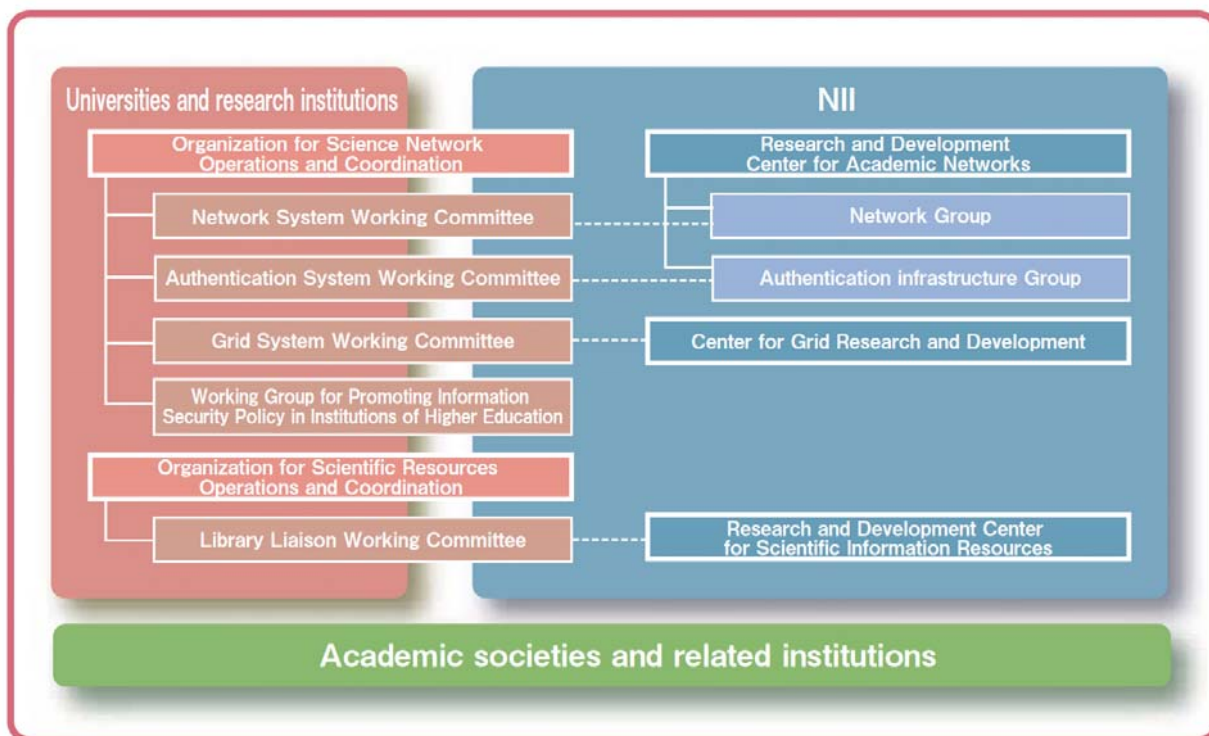 Universities and research institutions
Organization for Science Network
Operations and Coordination
Network System Working Committee
Authentication System Working Committee
Grid System Working Committee
Working Group for Promoting Information
Security Policy in Institutions of Higher Education
Organization for Scientific Resources
Operations and Coordination
Library Liaison Working Committee
NII
Research and Development
Center for Academic Networks
Network Group
Authentication infrastructure Group
Center for Grid Research and Development
Research and Development Center
for Scientific Information Resources
Academic societies and related institutions